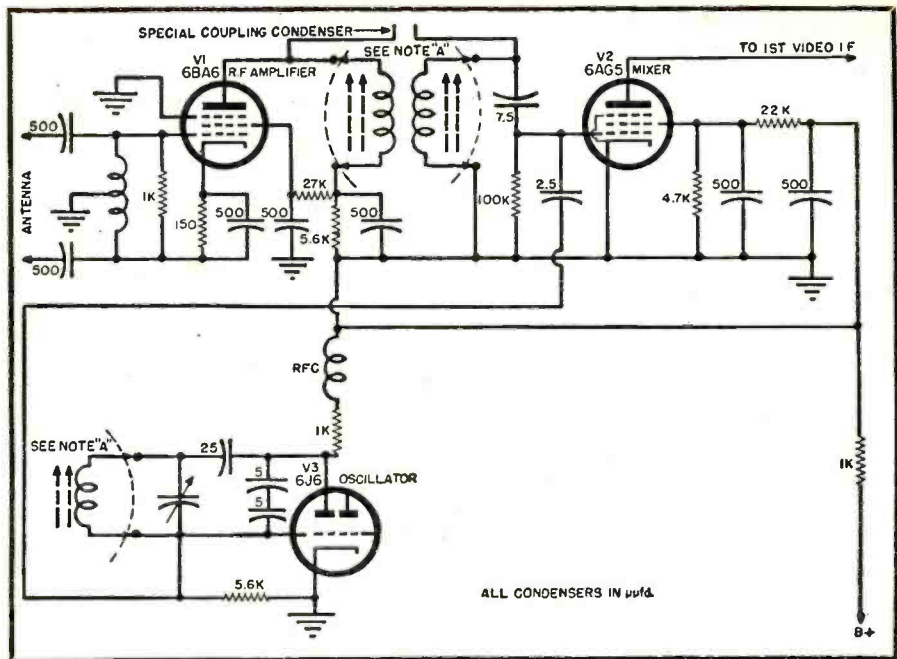 SPECIAL COUPLING CONDENSER
V1
6BA6 R.F AMPLIFIER
SEE NOTE "A"
V2
6AG5 MIXER
TO 1ST VIDEO I F
500
ANTENNA
500
1K
150
500
500
27K
5.6K
500
7.5
100K
2.5
22K
4.7K
500
500
RFC
1K
SEE NOTE "A"
25
5
5
V3
6J6 OSCILLATOR
5.6K
1K
ALL CONDENSERS IN µµfd.
B+